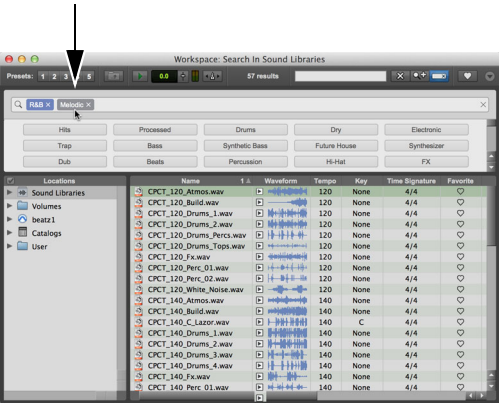 Workspace: Search In Sound Libraries
Presets: 1 2 3 5 0.0 57 results
R&B × Melodic ×
Hits Processed Drums Dry Electronic
Trap Bass Synthetic Bass Future House Synthesizer
Dub Beats Percussion Hi-Hat FX
Locations Name 1 Waveform Tempo Key Time Signature Favorite
Sound Libraries CPCT_120_Atmos.wav 120 None 4/4
Volumes CPCT_120_Build.wav 120 None 4/4
beatz1 CPCT_120_Drums_1.wav 120 None 4/4
Catalogs CPCT_120_Drums_2.wav 120 None 4/4
User CPCT_120_Drums_Percs.wav 120 None 4/4
CPCT_120_Drums_Tops.wav 120 None 4/4
CPCT_120_Fx.wav 120 None 4/4
CPCT_120_Perc_01.wav 120 None 4/4
CPCT_120_Perc_02.wav 120 None 4/4
CPCT_120_White_Noise.wav 120 None 4/4
CPCT_140_Atmos.wav 140 None 4/4
CPCT_140_Build.wav 140 None 4/4
CPCT_140_C_Lazor.wav 140 C 4/4
CPCT_140_Drums_1.wav 140 None 4/4
CPCT_140_Drums_2.wav 140 None 4/4
CPCT_140_Drums_3.wav 140 None 4/4
CPCT_140_Drums_4.wav 140 None 4/4
CPCT_140_Fx.wav 140 None 4/4
CPCT_140_Perc_01.wav 140 None 4/4